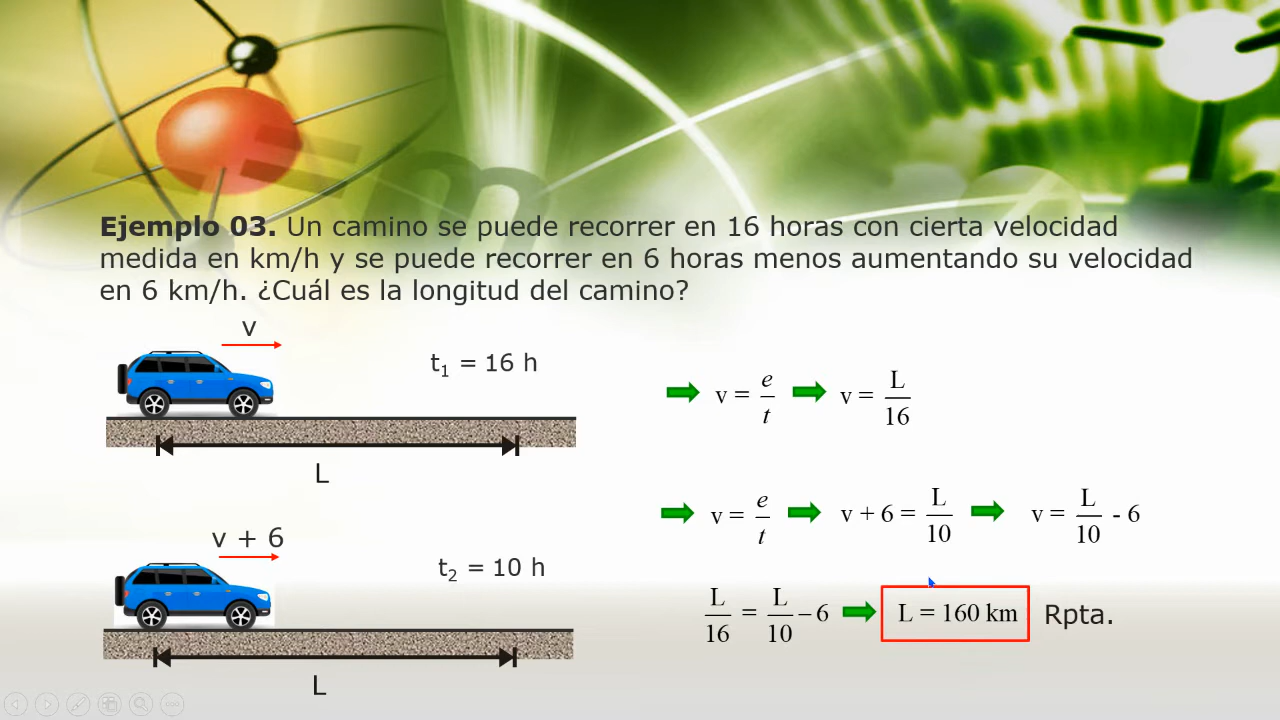 Ejemplo 03. Un camino se puede recorrer en 16 horas con cierta velocidad
medida en km/h y se puede recorrer en 6 horas menos aumentando su velocidad
en 6 km/h. ¿Cuál es la longitud del camino?
v
t₁ = 16 h
v = e/t
v = L/16
L
v + 6
t₂ = 10 h
v = e/t
v + 6 = L/10
v = L/10 - 6
L
L/16 = L/10 – 6
L = 160 km
Rpta.
= m